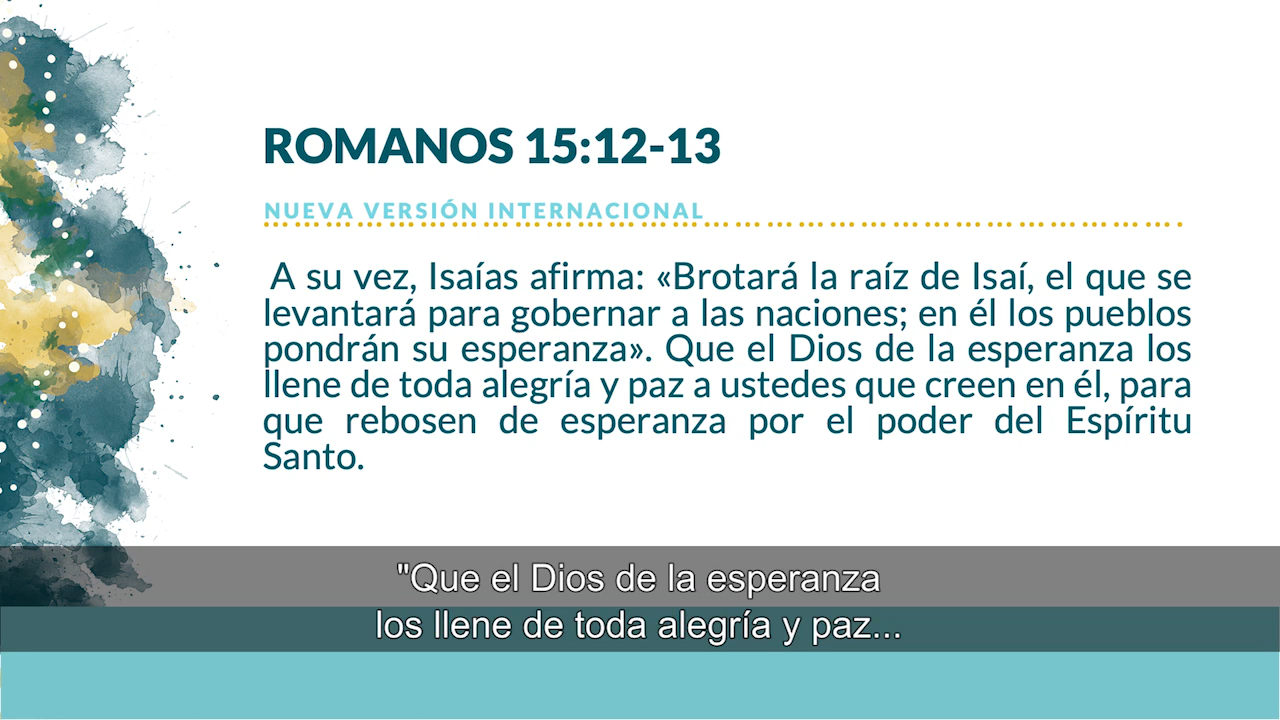 ROMANOS 15:12-13
NUEVA VERSIÓN INTERNACIONAL
A su vez, Isaías afirma: «Brotará la raíz de Isaí, el que se
levantará para gobernar a las naciones; en él los pueblos
pondrán su esperanza». Que el Dios de la esperanza los
llene de toda alegría y paz a ustedes que creen en él, para
que rebosen de esperanza por el poder del Espíritu
Santo.
"Que el Dios de la esperanza
los llene de toda alegría y paz...